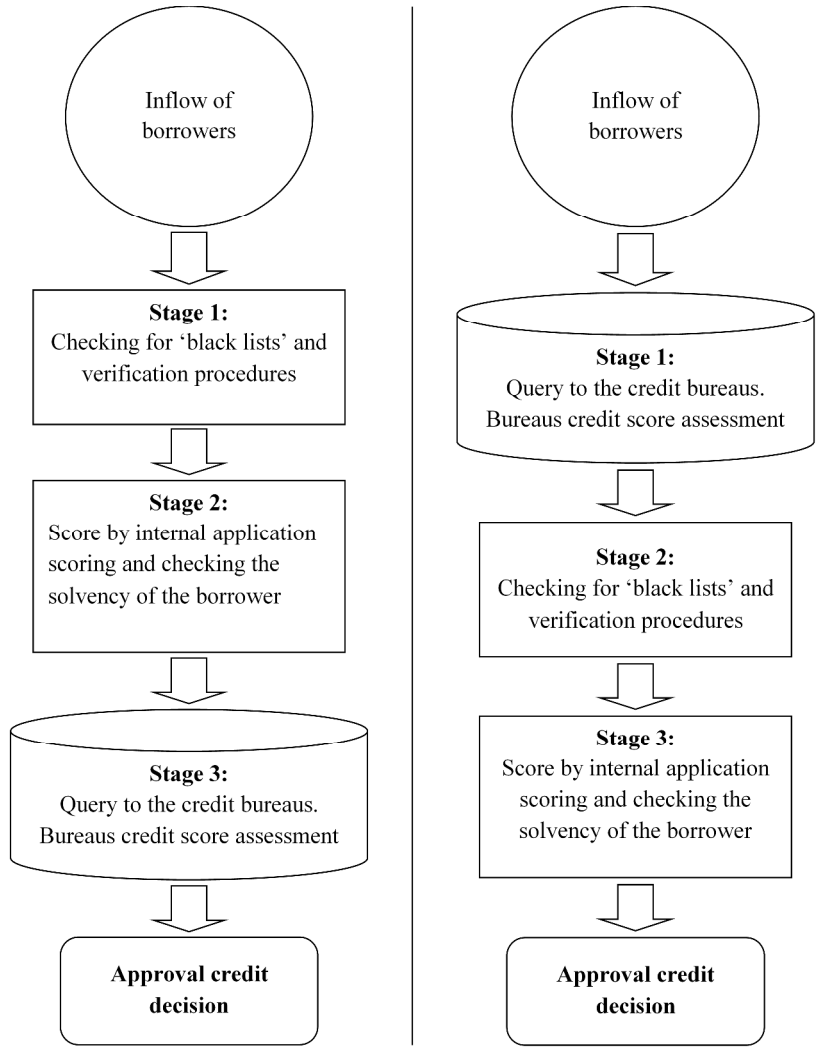 Inflow of
borrowers
Stage 1:
Checking for ‘black lists’ and
verification procedures
Stage 2:
Score by internal application
scoring and checking the
solvency of the borrower
Stage 3:
Query to the credit bureaus.
Bureaus credit score assessment
Approval credit
decision
Inflow of
borrowers
Stage 1:
Query to the credit bureaus.
Bureaus credit score assessment
Stage 2:
Checking for ‘black lists’ and
verification procedures
Stage 3:
Score by internal application
scoring and checking the
solvency of the borrower
Approval credit
decision